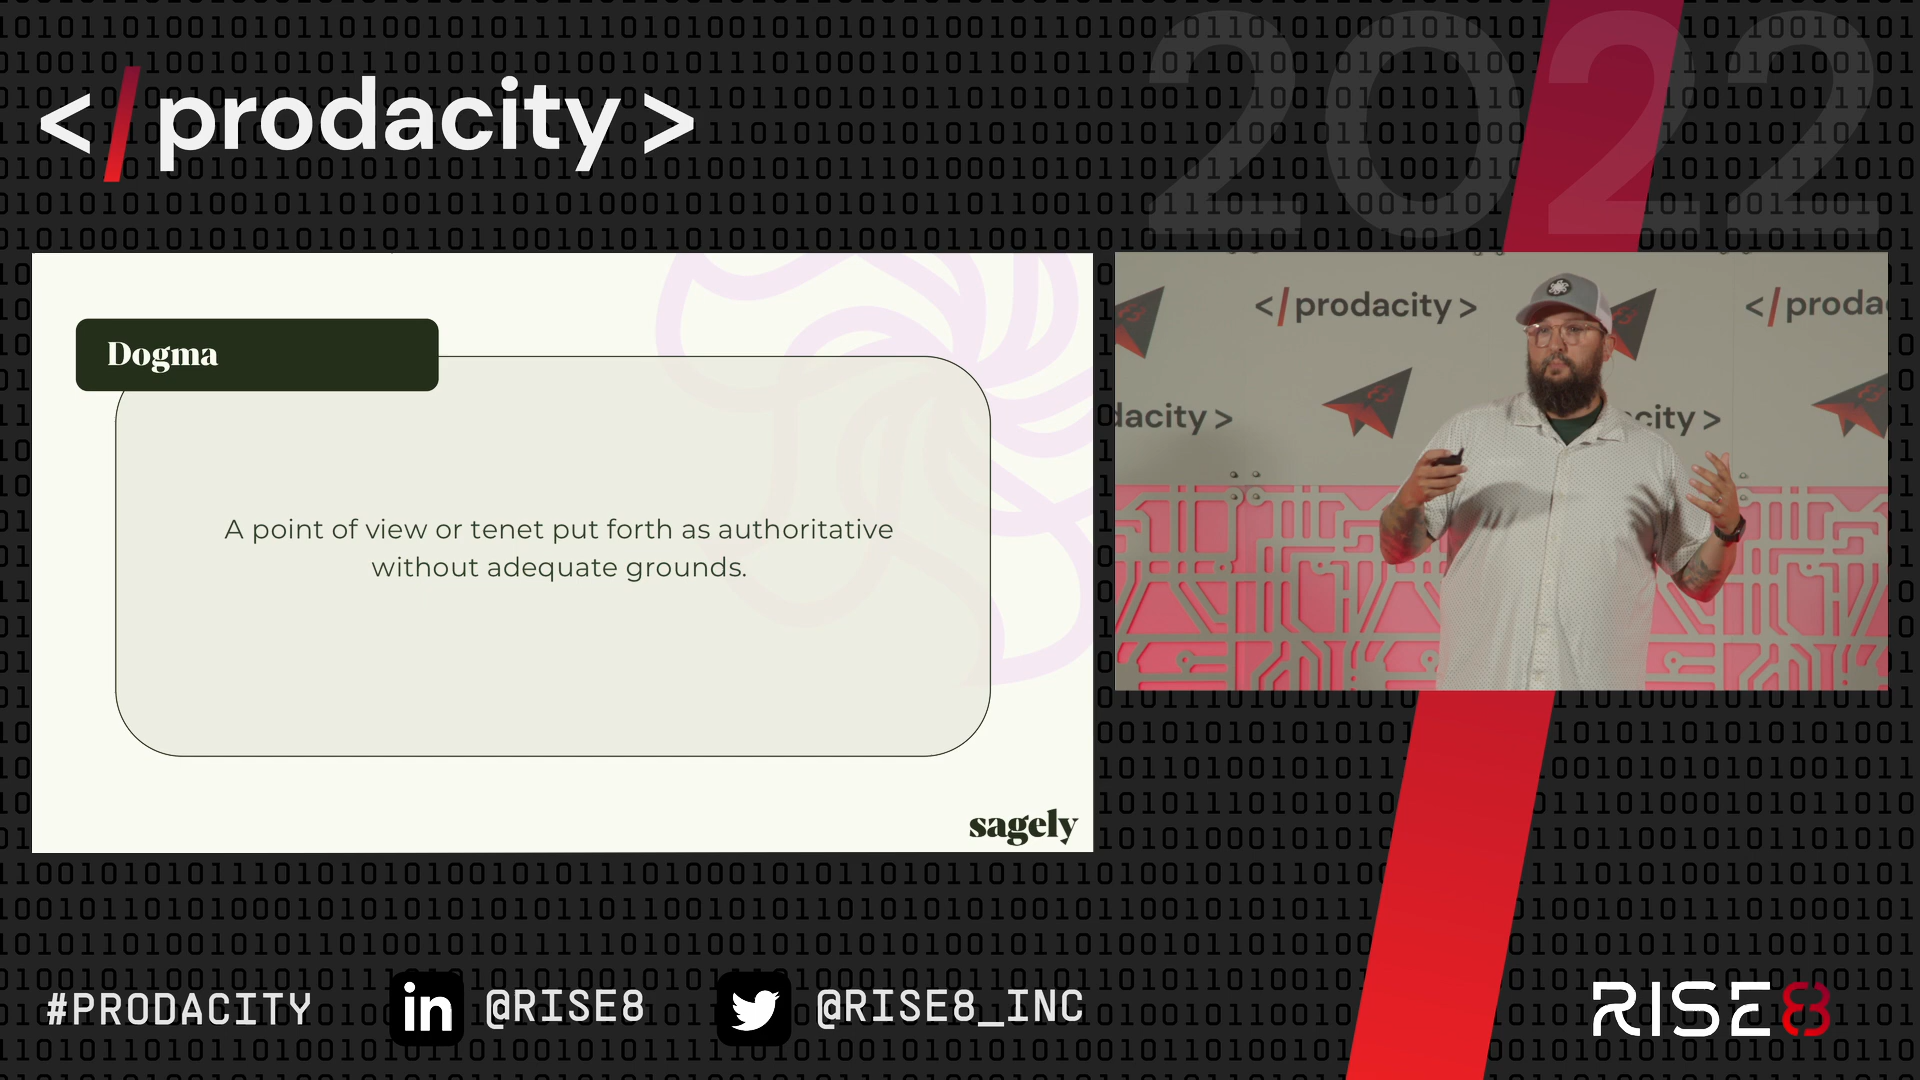 2022
</prodacity>
Dogma
A point of view or tenet put forth as authoritative
without adequate grounds.
sagely
</prodacity>
</proda
dacity>
city>
#PRODACITY
in @RISE8
@RISE8_INC
RISE8